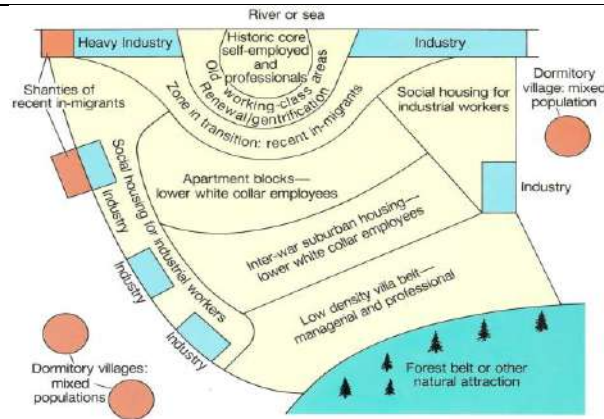 River or sea
Heavy Industry
Historic core
self-employed
and
professionals
Industry
Old working-class areas
Renewal/gentrification
Zone in transition: recent in-migrants
Shanties of
recent in-migrants
Social housing for
industrial workers
Dormitory
village: mixed
population
Apartment blocks—
lower white collar employees
Industry
Social housing for industrial workers
Industry
Inter-war suburban housing—
lower white collar employees
Industry
Low density villa belt—
managenal and professional
Industry
Dormitory villages:
mixed
populations
Forest belt or other
natural attraction